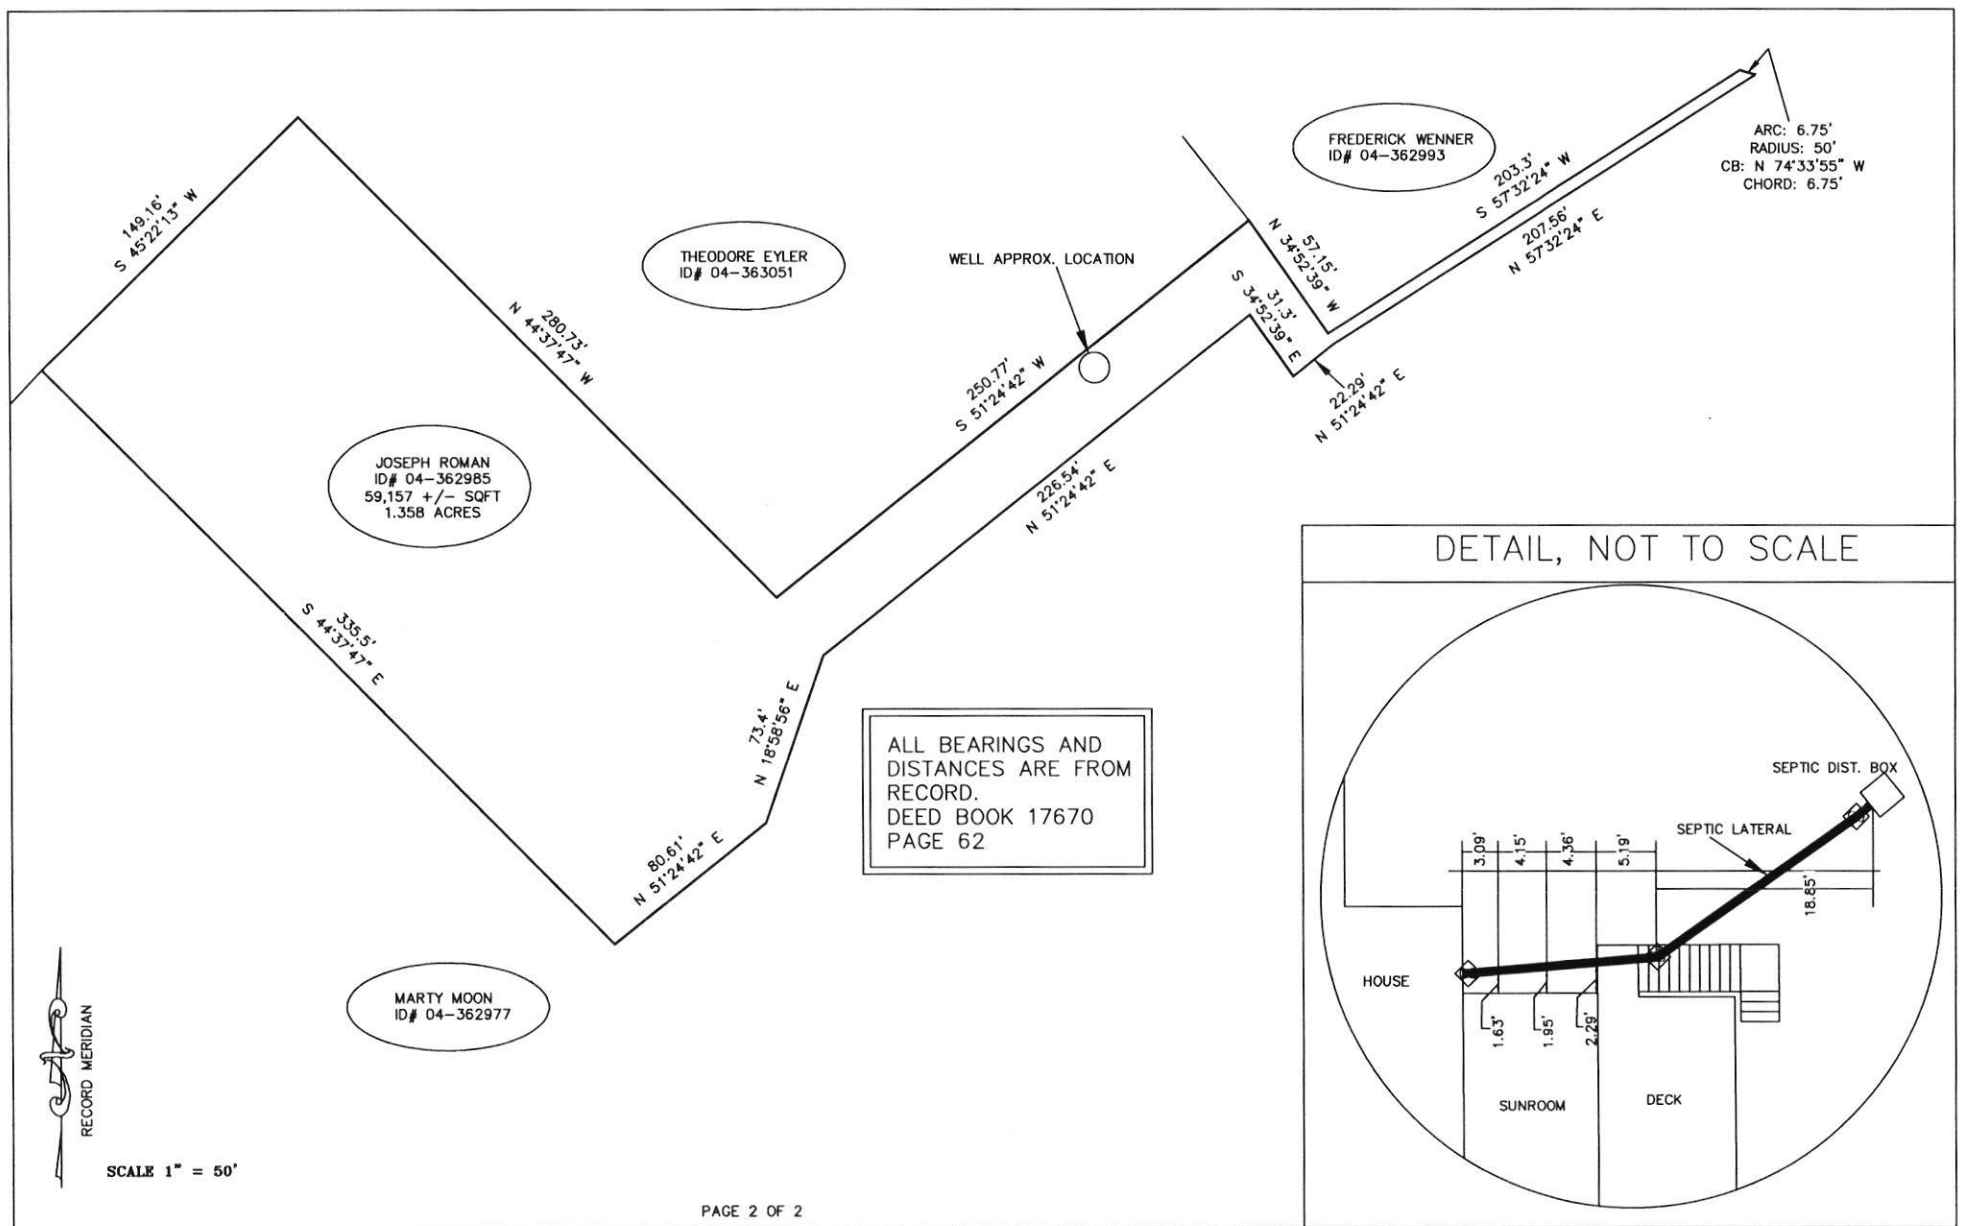 ARC: 6.75'
RADIUS: 50'
CB: N 74°33'55" W
CHORD: 6.75'
FREDERICK WENNER
ID# 04-362993
203.3'
S 57°32'24" W
207.56'
N 57°32'24" E
149.16'
S 45°22'13" W
THEODORE EYLER
ID# 04-363051
WELL APPROX. LOCATION
57.15'
N 34°52'39" W
31.3'
S 34°52'39" E
280.73'
N 44°37'47" W
250.77'
S 51°24'42" W
22.29'
N 51°24'42" E
226.54'
N 51°24'42" E
JOSEPH ROMAN
ID# 04-362985
59,157 +/- SQFT
1.358 ACRES
335.5'
S 44°37'47" E
73.4'
N 18°58'56" E
80.61'
N 51°24'42" E
ALL BEARINGS AND
DISTANCES ARE FROM
RECORD.
DEED BOOK 17670
PAGE 62
MARTY MOON
ID# 04-362977
RECORD MERIDIAN
SCALE 1" = 50'
PAGE 2 OF 2
DETAIL, NOT TO SCALE
SEPTIC DIST. BOX
SEPTIC LATERAL
3.09'
4.15'
4.36'
5.19'
18.85'
HOUSE
1.63'
1.95'
2.29'
SUNROOM
DECK